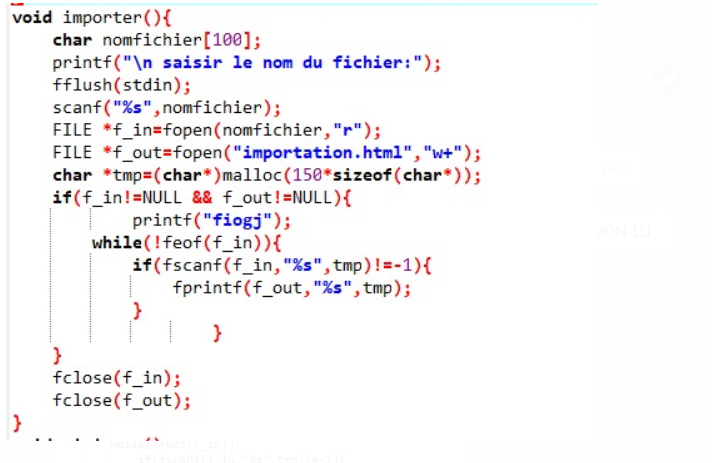 void importer(){
    char nomfichier[100];
    printf("\n saisir le nom du fichier:");
    fflush(stdin);
    scanf("%s",nomfichier);
    FILE *f_in=fopen(nomfichier,"r");
    FILE *f_out=fopen("importation.html","w+");
    char *tmp=(char*)malloc(150*sizeof(char*));
    if(f_in!=NULL && f_out!=NULL){
            printf("fiogj");
        while(!feof(f_in)){
            if(fscanf(f_in,"%s",tmp)!=-1){
                fprintf(f_out,"%s",tmp);
            }
                    }
    }
    fclose(f_in);
    fclose(f_out);
}